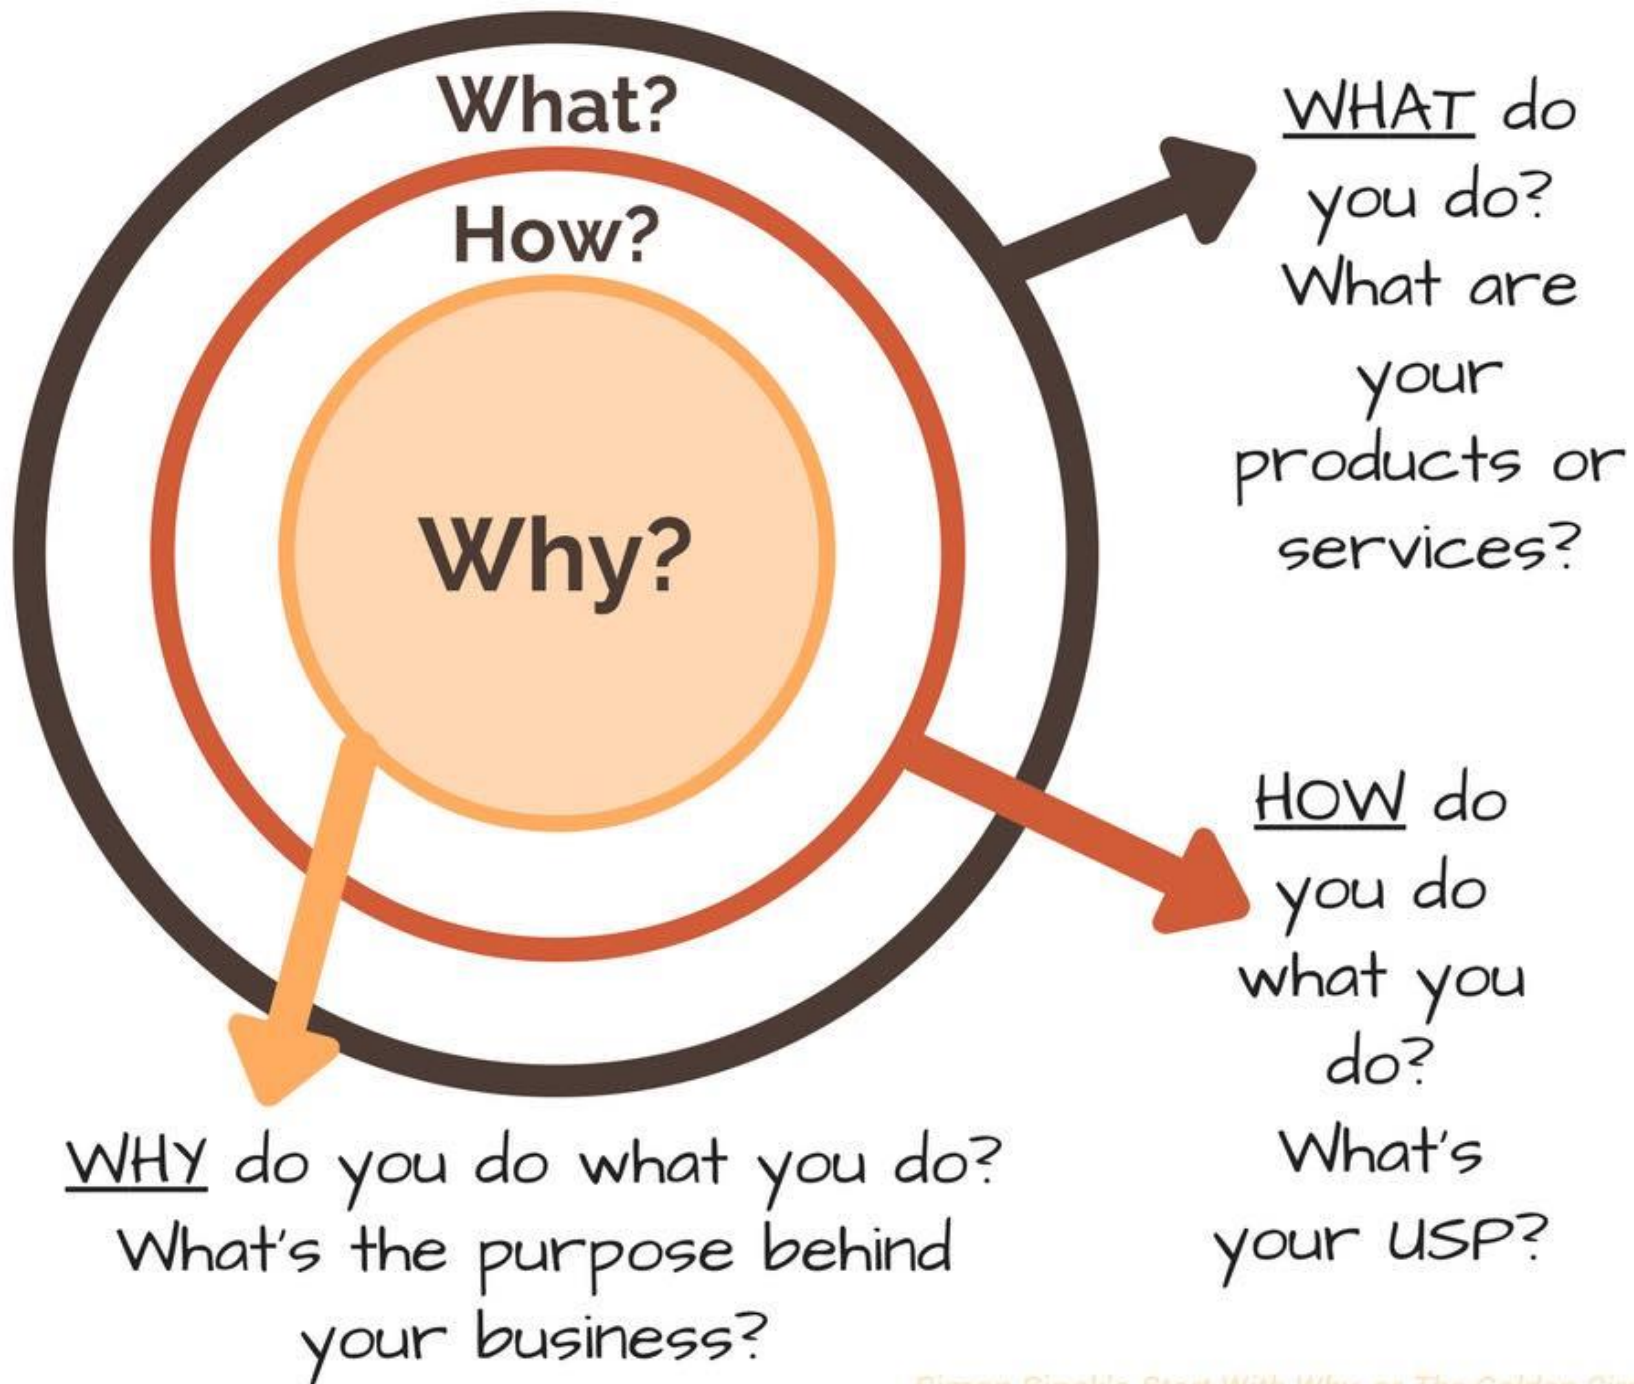 What?
How?
Why?
WHAT do
you do?
What are
your
products or
services?
HOW do
you do
what you
do?
What's
your USP?
WHY do you do what you do?
What's the purpose behind
your business?